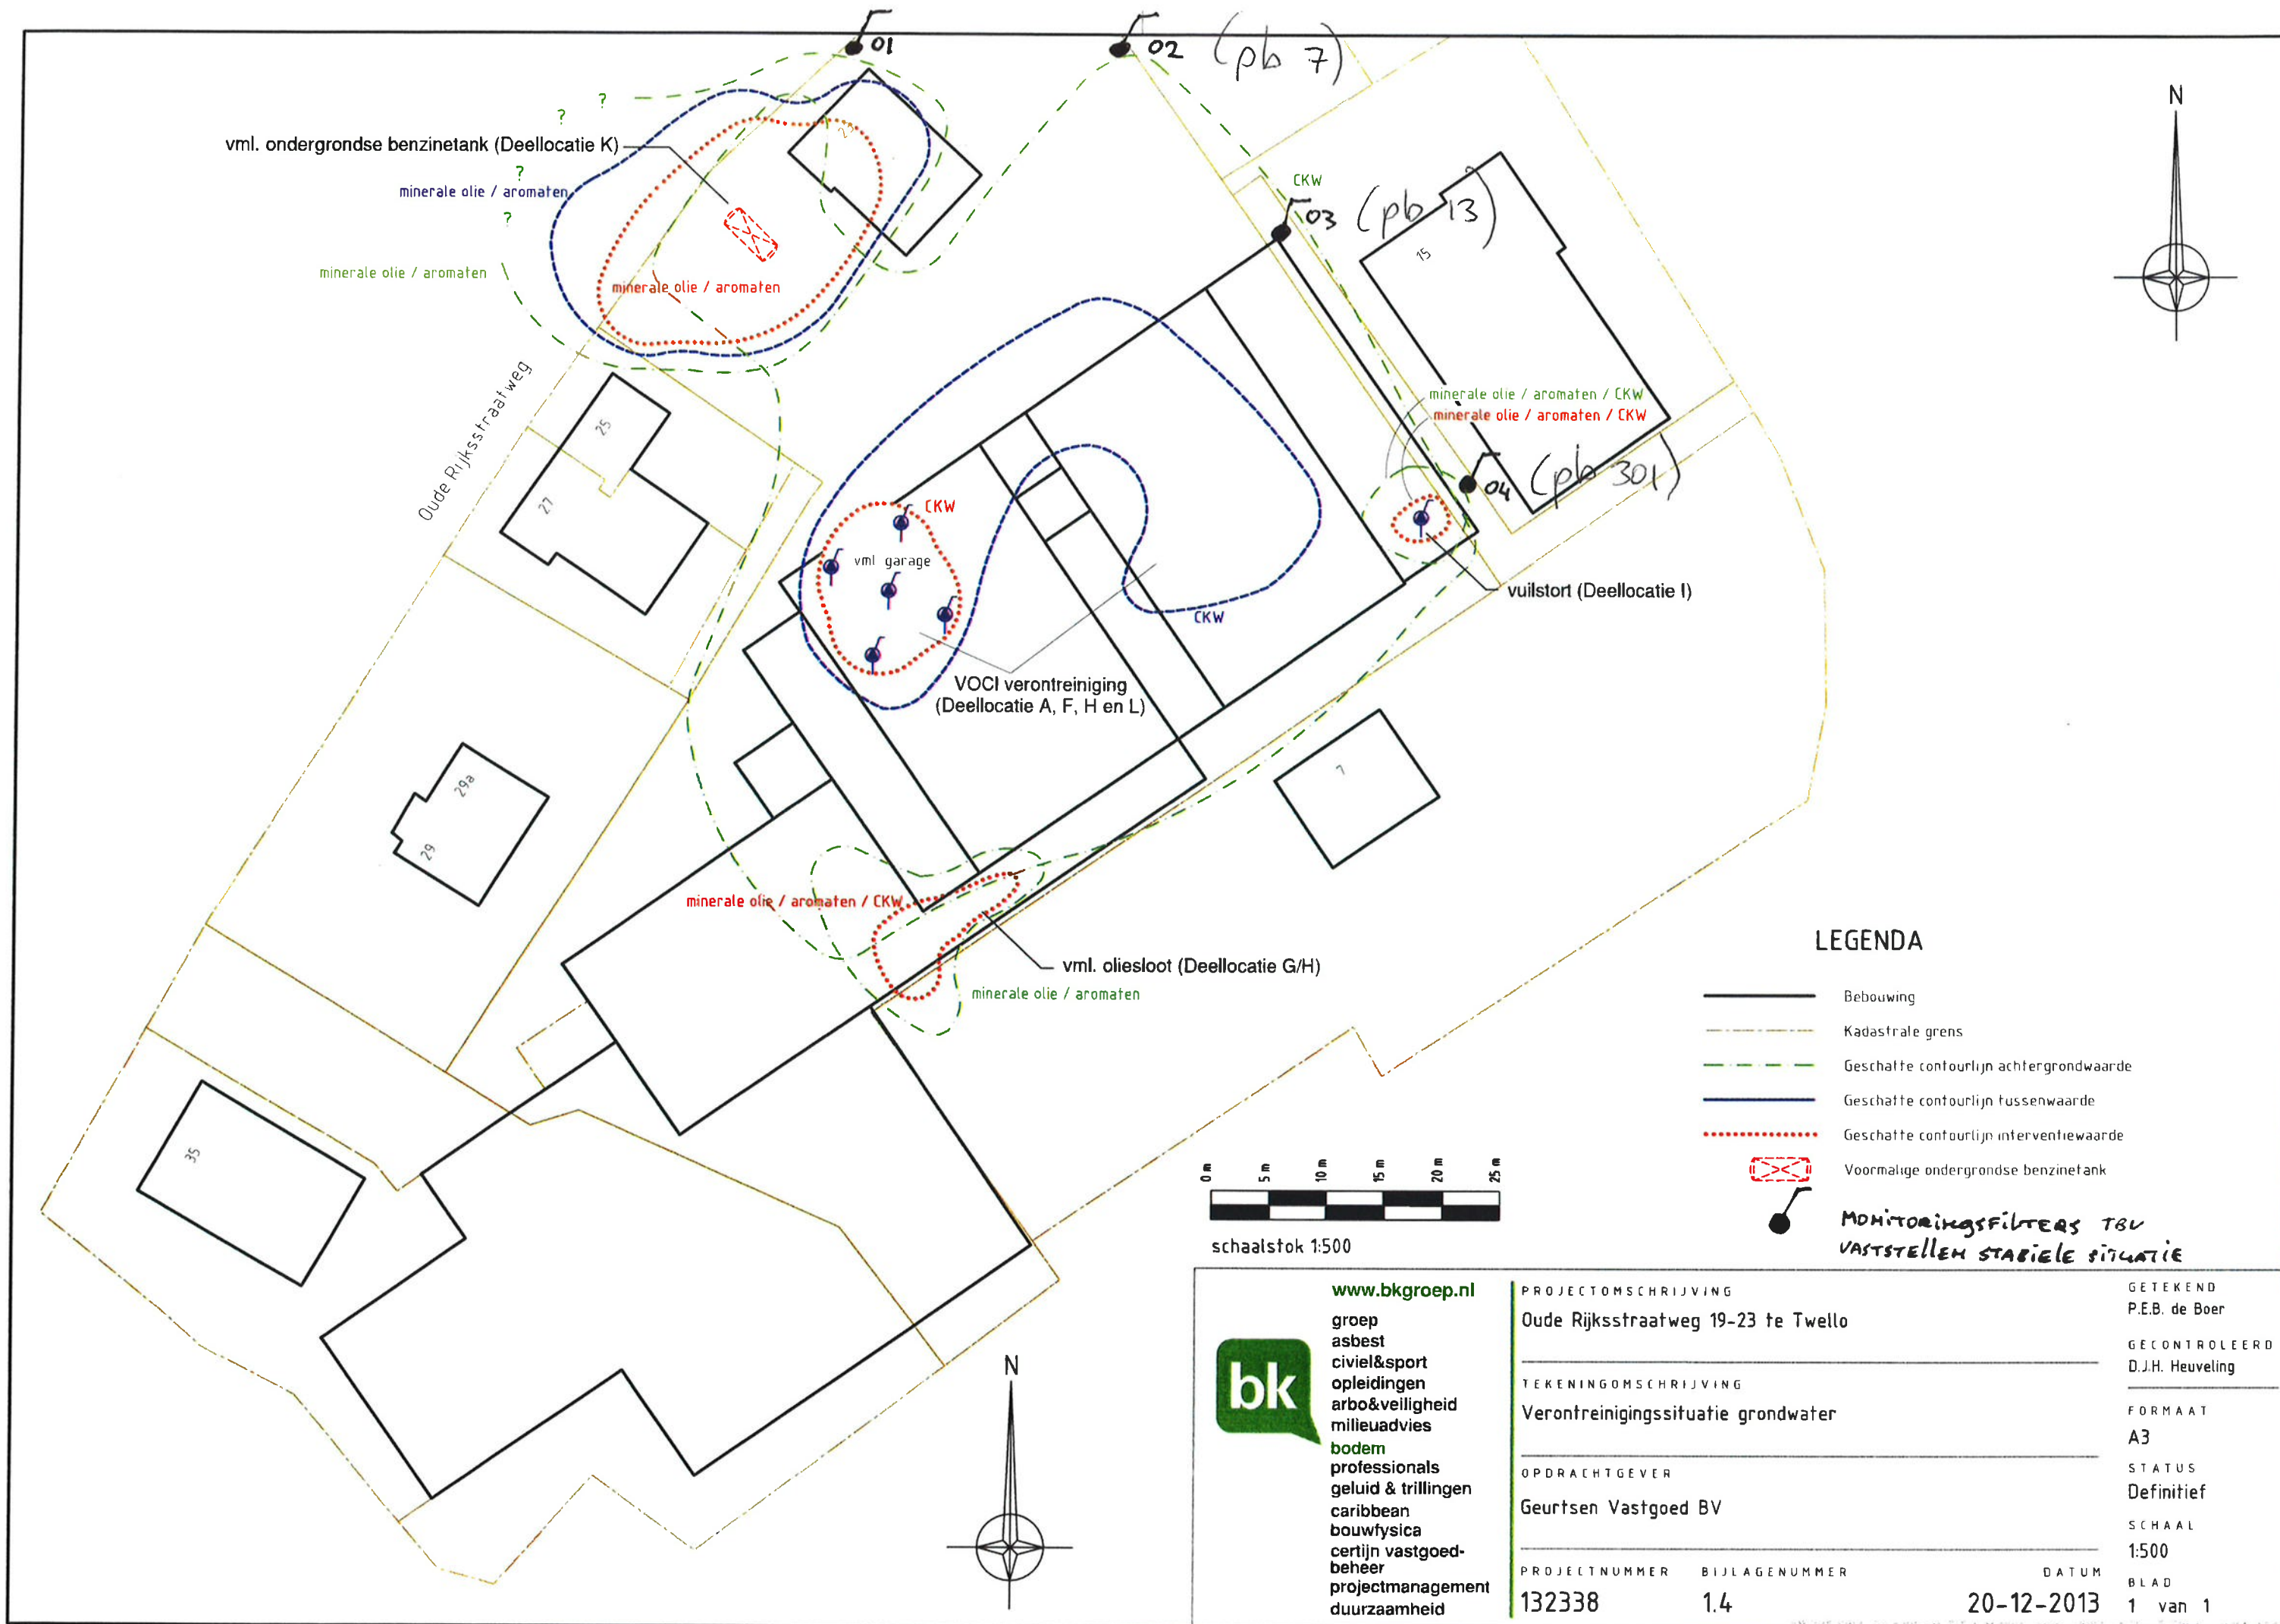 01
02 (pb 7)
N
?
?
vml. ondergrondse benzinetank (Deellocatie K)
23
?
minerale olie / aromaten
?
CKW
03 (pb 13)
15
minerale olie / aromaten
minerale olie / aromaten
Oude Rijksstraatweg
25
27
minerale olie / aromaten / CKW
minerale olie / aromaten / CKW
04 (pb 301)
CKW
vml garage
vuilstort (Deellocatie I)
CKW
VOCl verontreiniging
(Deellocatie A, F, H en L)
7
29a
29
minerale olie / aromaten / CKW
vml. oliesloot (Deellocatie G/H)
minerale olie / aromaten
35
LEGENDA
Bebouwing
Kadastrale grens
Geschatte contourlijn achtergrondwaarde
Geschatte contourlijn tussenwaarde
Geschatte contourlijn interventiewaarde
Voormalige ondergrondse benzinetank
MONITORINGSFILTERS TBV
VASTSTELLEN STABIELE SITUATIE
0 m 5 m 10 m 15 m 20 m 25 m
schaalstok 1:500
N
bk
www.bkgroep.nl
groep
asbest
civiel&sport
opleidingen
arbo&veiligheid
milieuadvies
bodem
professionals
geluid & trillingen
caribbean
bouwfysica
certijn vastgoed-
beheer
projectmanagement
duurzaamheid
PROJECTOMSCHRIJVING
Oude Rijksstraatweg 19-23 te Twello
TEKENINGOMSCHRIJVING
Verontreinigingssituatie grondwater
OPDRACHTGEVER
Geurtsen Vastgoed BV
PROJECTNUMMER BIJLAGENUMMER DATUM
132338 1.4 20-12-2013
GETEKEND
P.E.B. de Boer
GECONTROLEERD
D.J.H. Heuveling
FORMAAT
A3
STATUS
Definitief
SCHAAL
1:500
BLAD
1 van 1